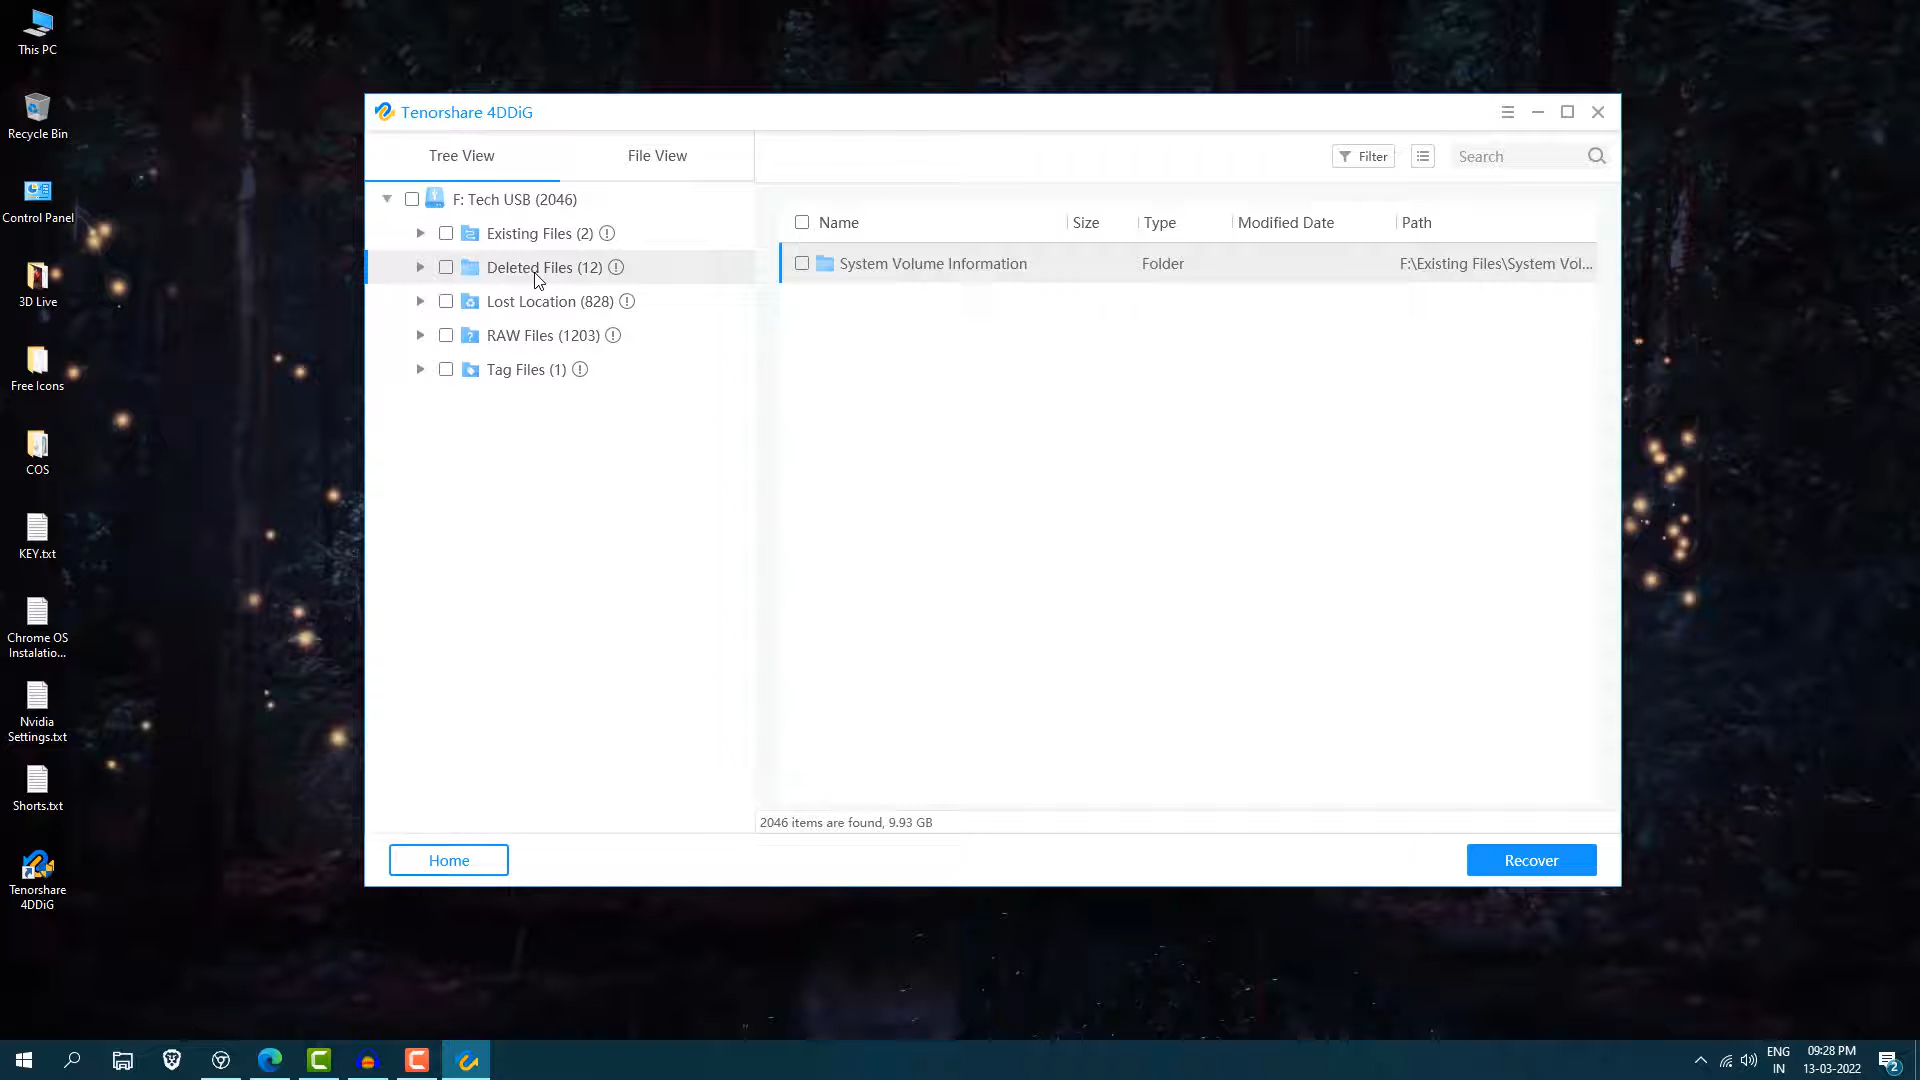 This PC
Recycle Bin
Control Panel
3D Live
Free Icons
COS
KEY.txt
Chrome OS
Instalatio...
Nvidia
Settings.txt
Shorts.txt
Tenorshare
4DDiG
Tenorshare 4DDiG
Tree View
File View
Filter
Search
F: Tech USB (2046)
Existing Files (2)
Deleted Files (12)
Lost Location (828)
RAW Files (1203)
Tag Files (1)
Name Size Type Modified Date Path
System Volume Information Folder F:\Existing Files\System Vol...
2046 items are found, 9.93 GB
Home
Recover
ENG
IN
09:28 PM
13-03-2022
2